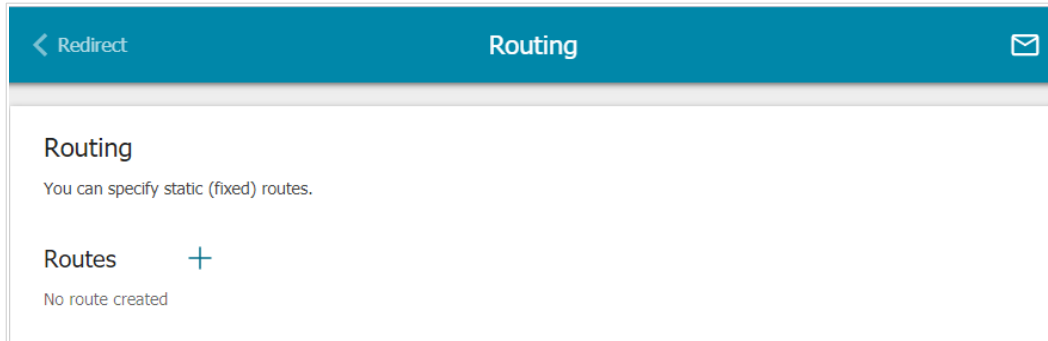 Redirect
Routing
Routing
You can specify static (fixed) routes.
Routes
No route created